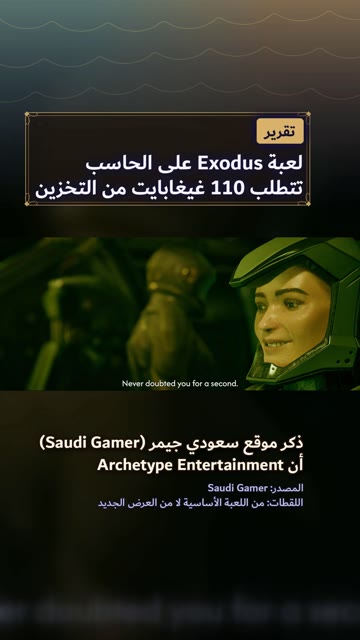 تقرير
لعبة Exodus على الحاسب
تتطلب 110 غيغابايت من التخزين
Never doubted you for a second.
ذكر موقع سعودي جيمر (Saudi Gamer)
أن Archetype Entertainment
المصدر: Saudi Gamer
اللقطات: من اللعبة الأساسية لا من العرض الجديد